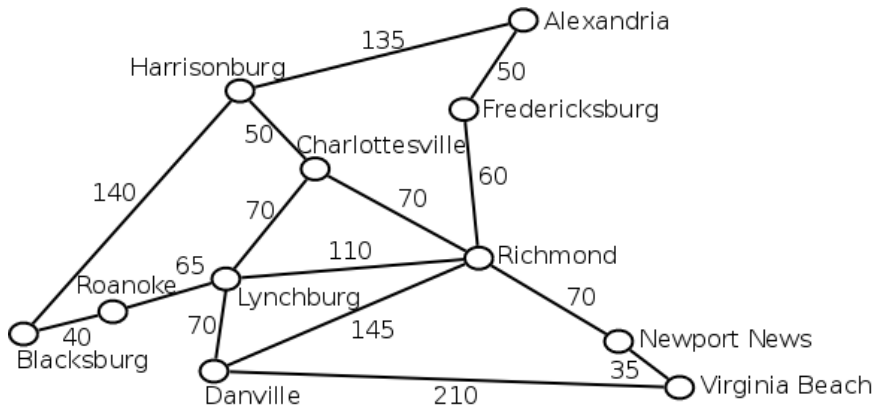 Alexandria
135
Harrisonburg
50
Fredericksburg
50
Charlottesville
60
140
70
70
110
Richmond
65
Roanoke
Lynchburg
70
70
145
40
Newport News
Blacksburg
35
Virginia Beach
Danville
210